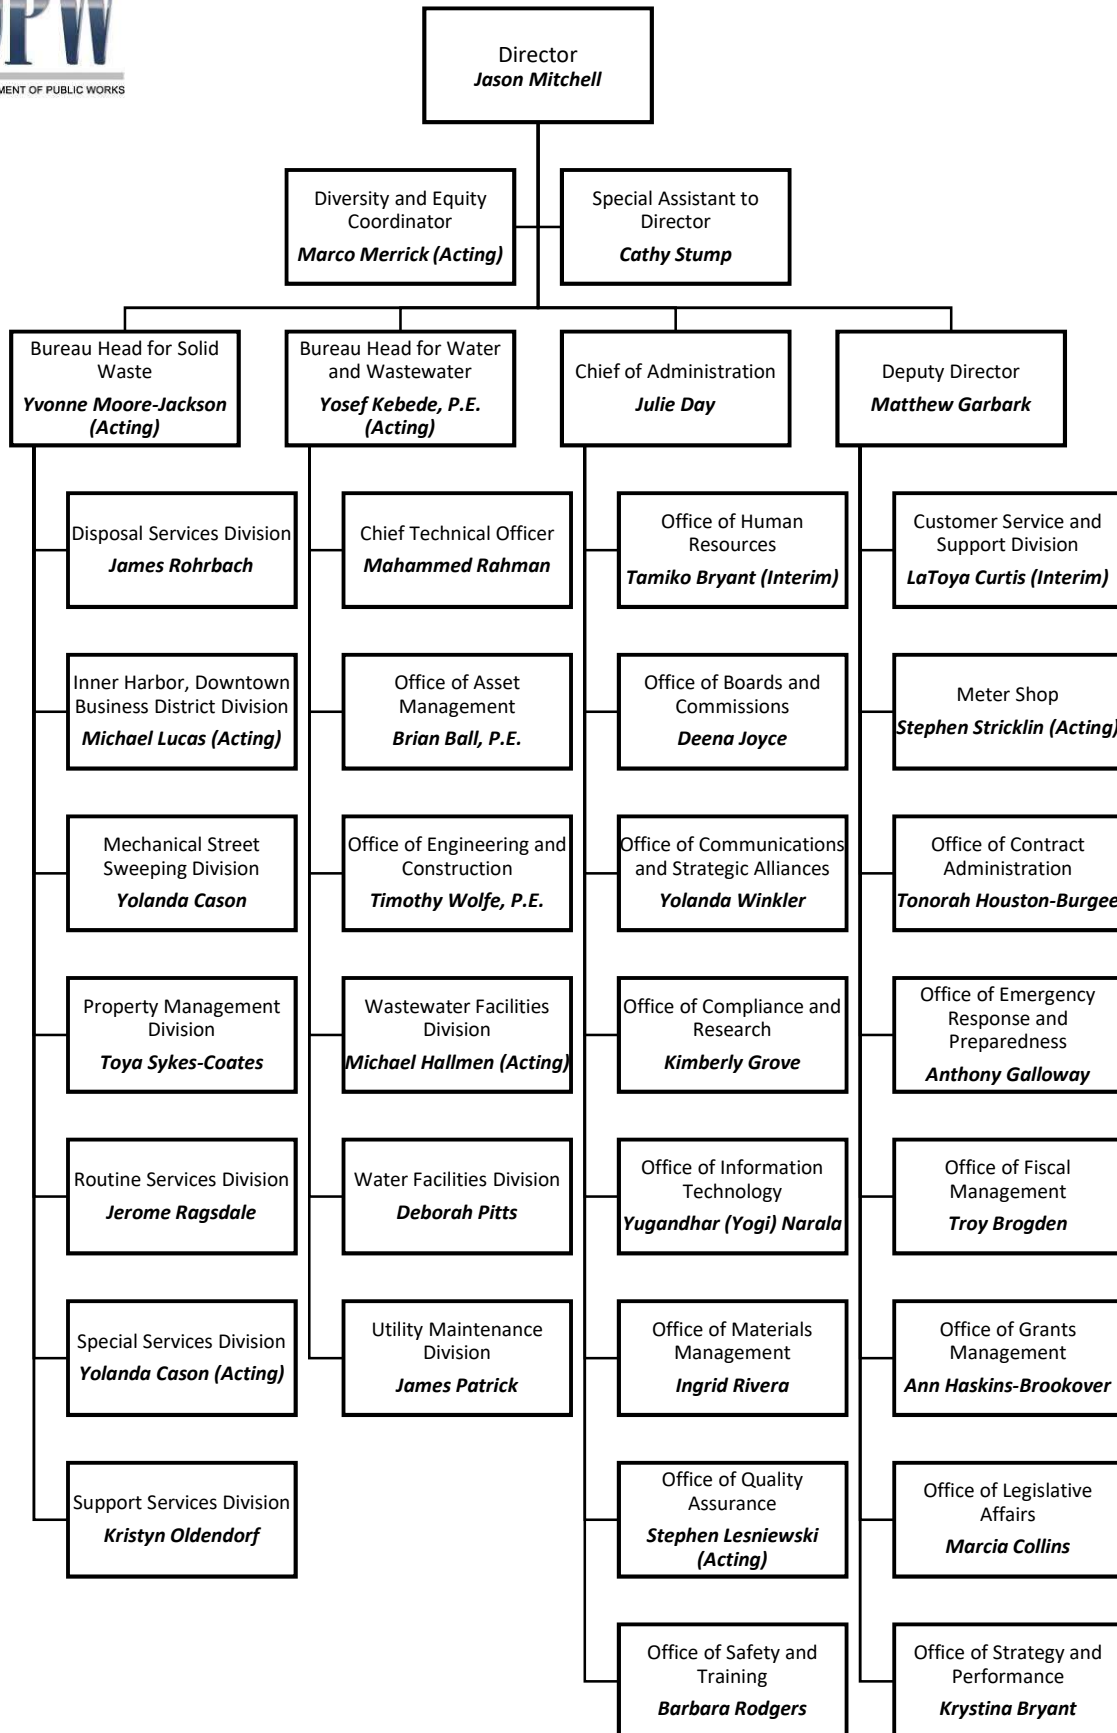 DPW
MENT OF PUBLIC WORKS
Director
Jason Mitchell
Diversity and Equity
Coordinator
Marco Merrick (Acting)
Special Assistant to
Director
Cathy Stump
Bureau Head for Solid
Waste
Yvonne Moore-Jackson
(Acting)
Disposal Services Division
James Rohrbach
Inner Harbor, Downtown
Business District Division
Michael Lucas (Acting)
Mechanical Street
Sweeping Division
Yolanda Cason
Property Management
Division
Toya Sykes-Coates
Routine Services Division
Jerome Ragsdale
Special Services Division
Yolanda Cason (Acting)
Support Services Division
Kristyn Oldendorf
Bureau Head for Water
and Wastewater
Yosef Kebede, P.E.
(Acting)
Chief Technical Officer
Mahammed Rahman
Office of Asset
Management
Brian Ball, P.E.
Office of Engineering and
Construction
Timothy Wolfe, P.E.
Wastewater Facilities
Division
Michael Hallmen (Acting)
Water Facilities Division
Deborah Pitts
Utility Maintenance
Division
James Patrick
Chief of Administration
Julie Day
Office of Human
Resources
Tamiko Bryant (Interim)
Office of Boards and
Commissions
Deena Joyce
Office of Communications
and Strategic Alliances
Yolanda Winkler
Office of Compliance and
Research
Kimberly Grove
Office of Information
Technology
Yugandhar (Yogi) Narala
Office of Materials
Management
Ingrid Rivera
Office of Quality
Assurance
Stephen Lesniewski
(Acting)
Office of Safety and
Training
Barbara Rodgers
Deputy Director
Matthew Garbark
Customer Service and
Support Division
LaToya Curtis (Interim)
Meter Shop
Stephen Stricklin (Acting)
Office of Contract
Administration
Tonorah Houston-Burgee
Office of Emergency
Response and
Preparedness
Anthony Galloway
Office of Fiscal
Management
Troy Brogden
Office of Grants
Management
Ann Haskins-Brookover
Office of Legislative
Affairs
Marcia Collins
Office of Strategy and
Performance
Krystina Bryant